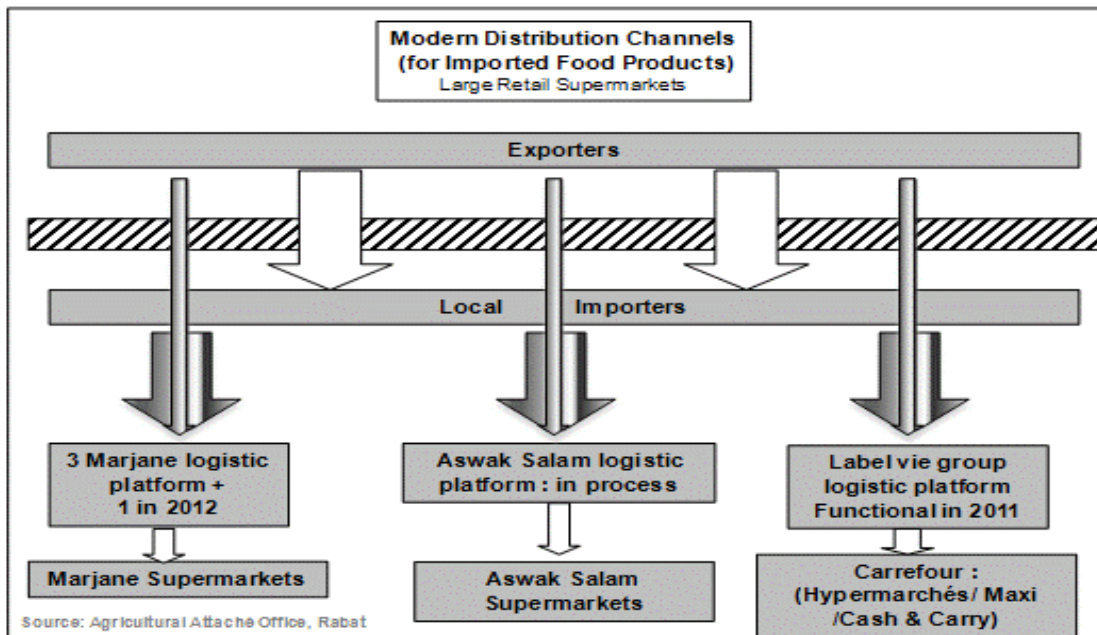 Modern Distribution Channels
(for Imported Food Products)
Large Retail Supermarkets
Exporters
Local Importers
3 Marjane logistic
platform +
1 in 2012
Aswak Salam logistic
platform : in process
Label vie group
logistic platform
Functional in 2011
Marjane Supermarkets
Aswak Salam
Supermarkets
Carrefour :
(Hypermarchés/ Maxi
/Cash & Carry)
Source: Agricultural Attaché Office, Rabat